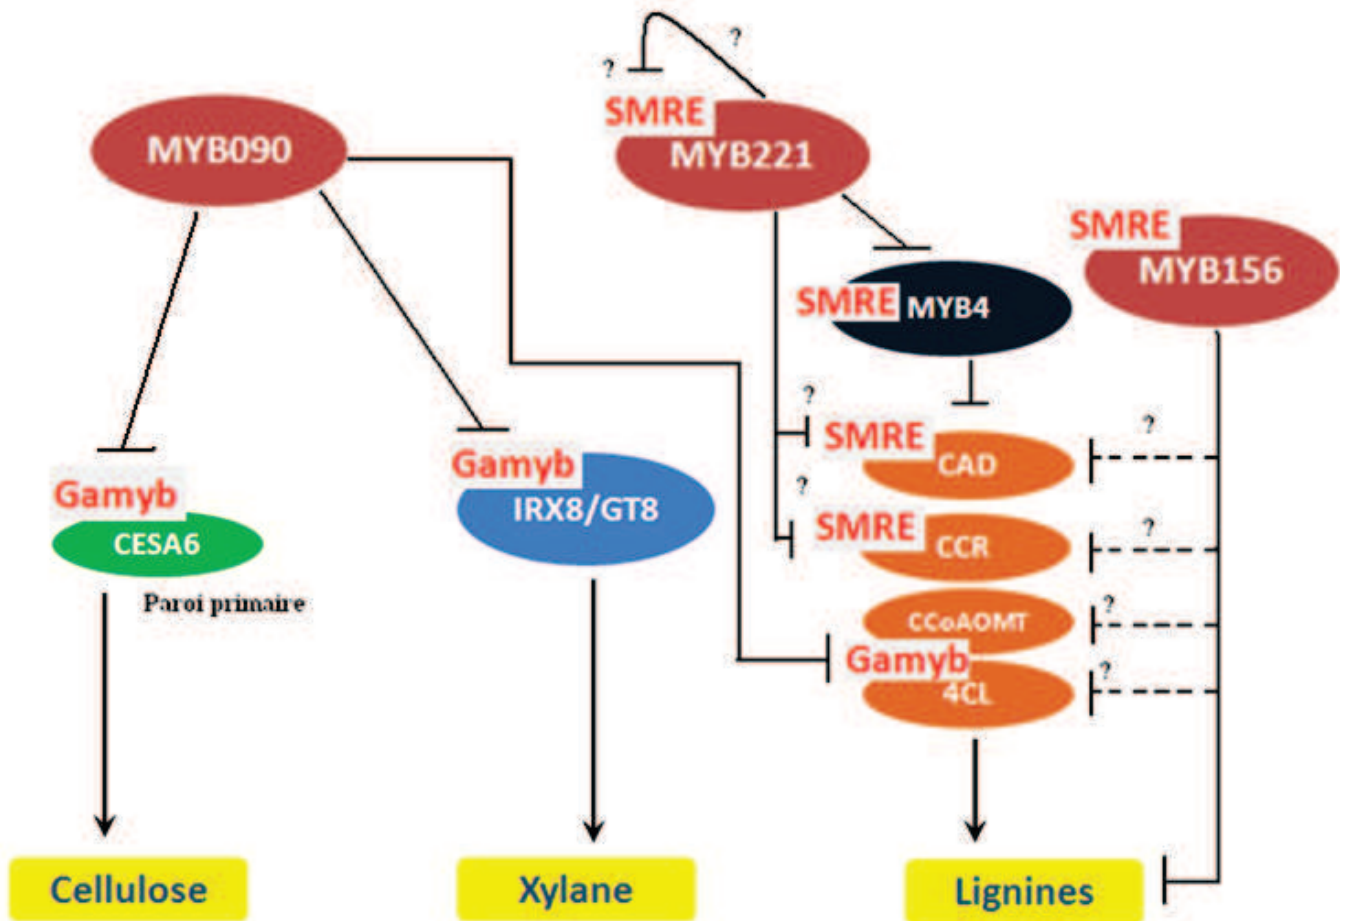 ?
?
SMRE
MYB090
MYB221
SMRE
MYB156
SMRE MYB4
?
SMRE
CAD
?
?
Gamyb
IRX8/GT8
Gamyb
CESA6
SMRE
CCR
?
Paroi primaire
CCoAOMT
?
Gamyb
4CL
?
Cellulose
Xylane
Lignines